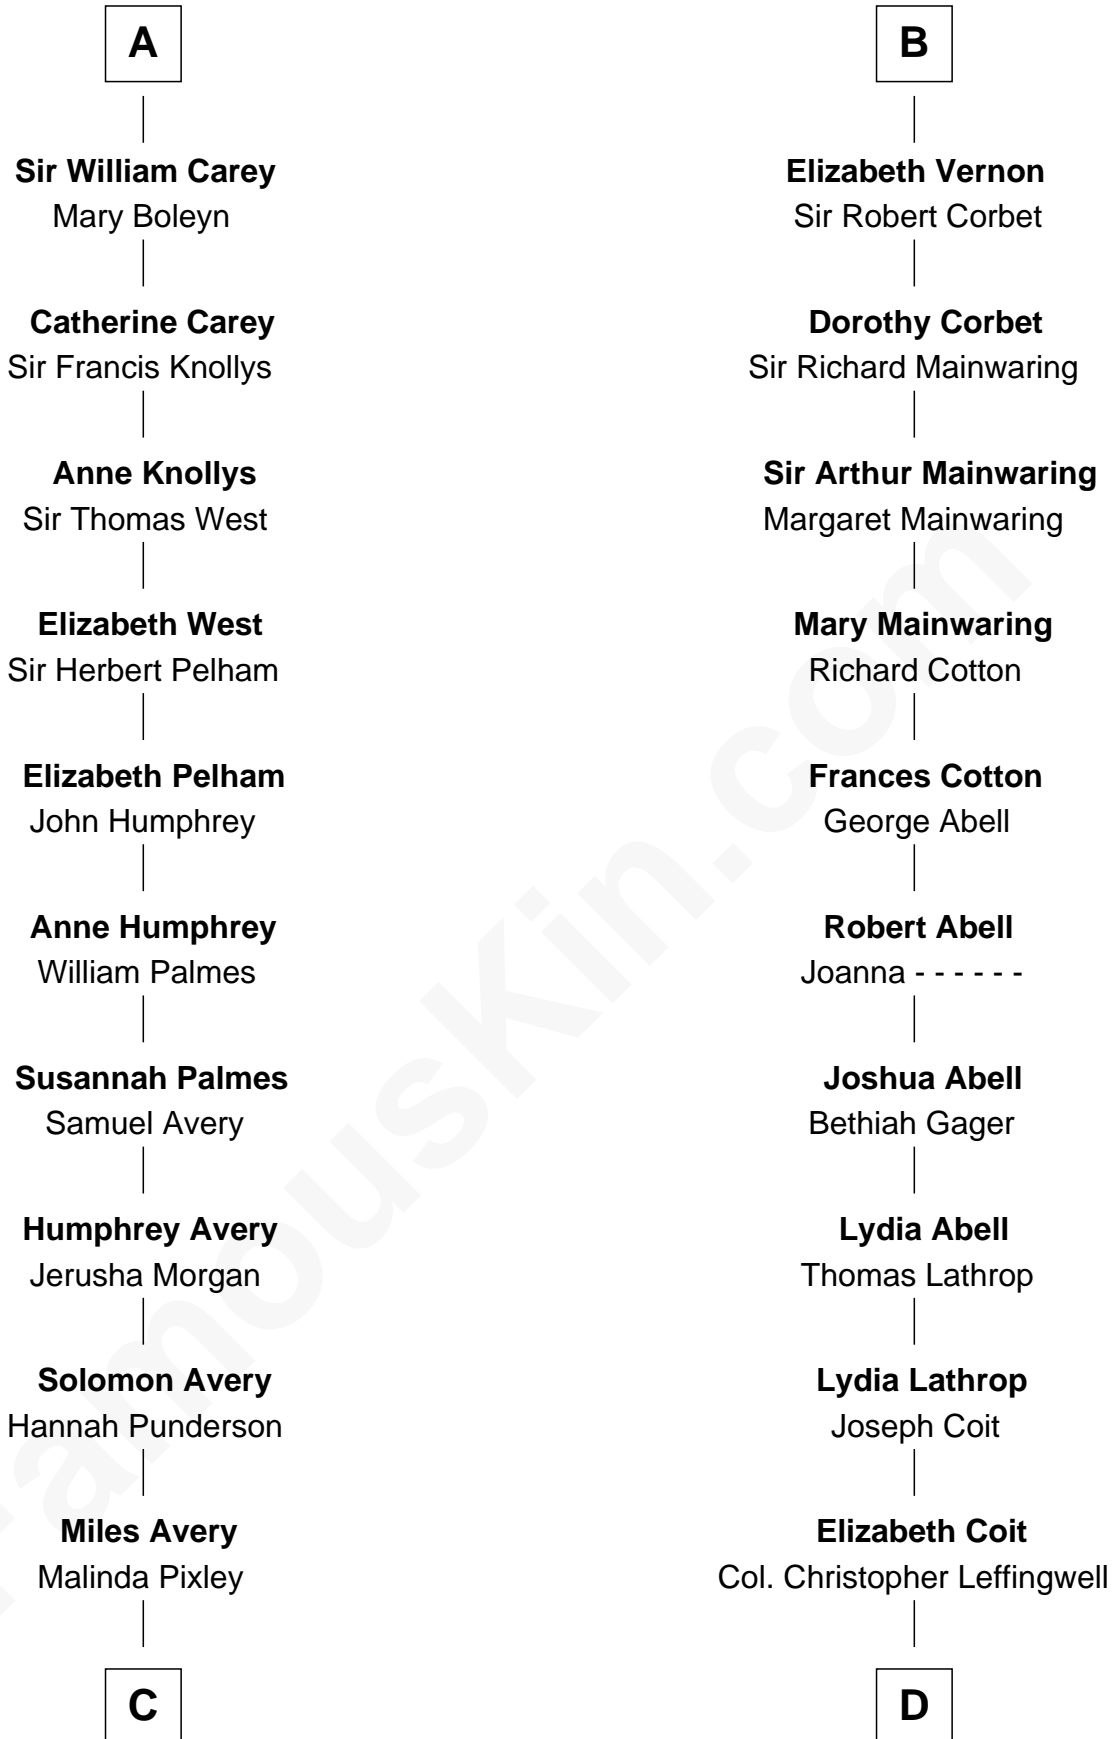 A
Sir William Carey
Mary Boleyn
Catherine Carey
Sir Francis Knollys
Anne Knollys
Sir Thomas West
Elizabeth West
Sir Herbert Pelham
Elizabeth Pelham
John Humphrey
Anne Humphrey
William Palmes
Susannah Palmes
Samuel Avery
Humphrey Avery
Jerusha Morgan
Solomon Avery
Hannah Punderson
Miles Avery
Malinda Pixley
C
B
Elizabeth Vernon
Sir Robert Corbet
Dorothy Corbet
Sir Richard Mainwaring
Sir Arthur Mainwaring
Margaret Mainwaring
Mary Mainwaring
Richard Cotton
Frances Cotton
George Abell
Robert Abell
Joanna - - - - - -
Joshua Abell
Bethiah Gager
Lydia Abell
Thomas Lathrop
Lydia Lathrop
Joseph Coit
Elizabeth Coit
Col. Christopher Leffingwell
D
FamousKin.com